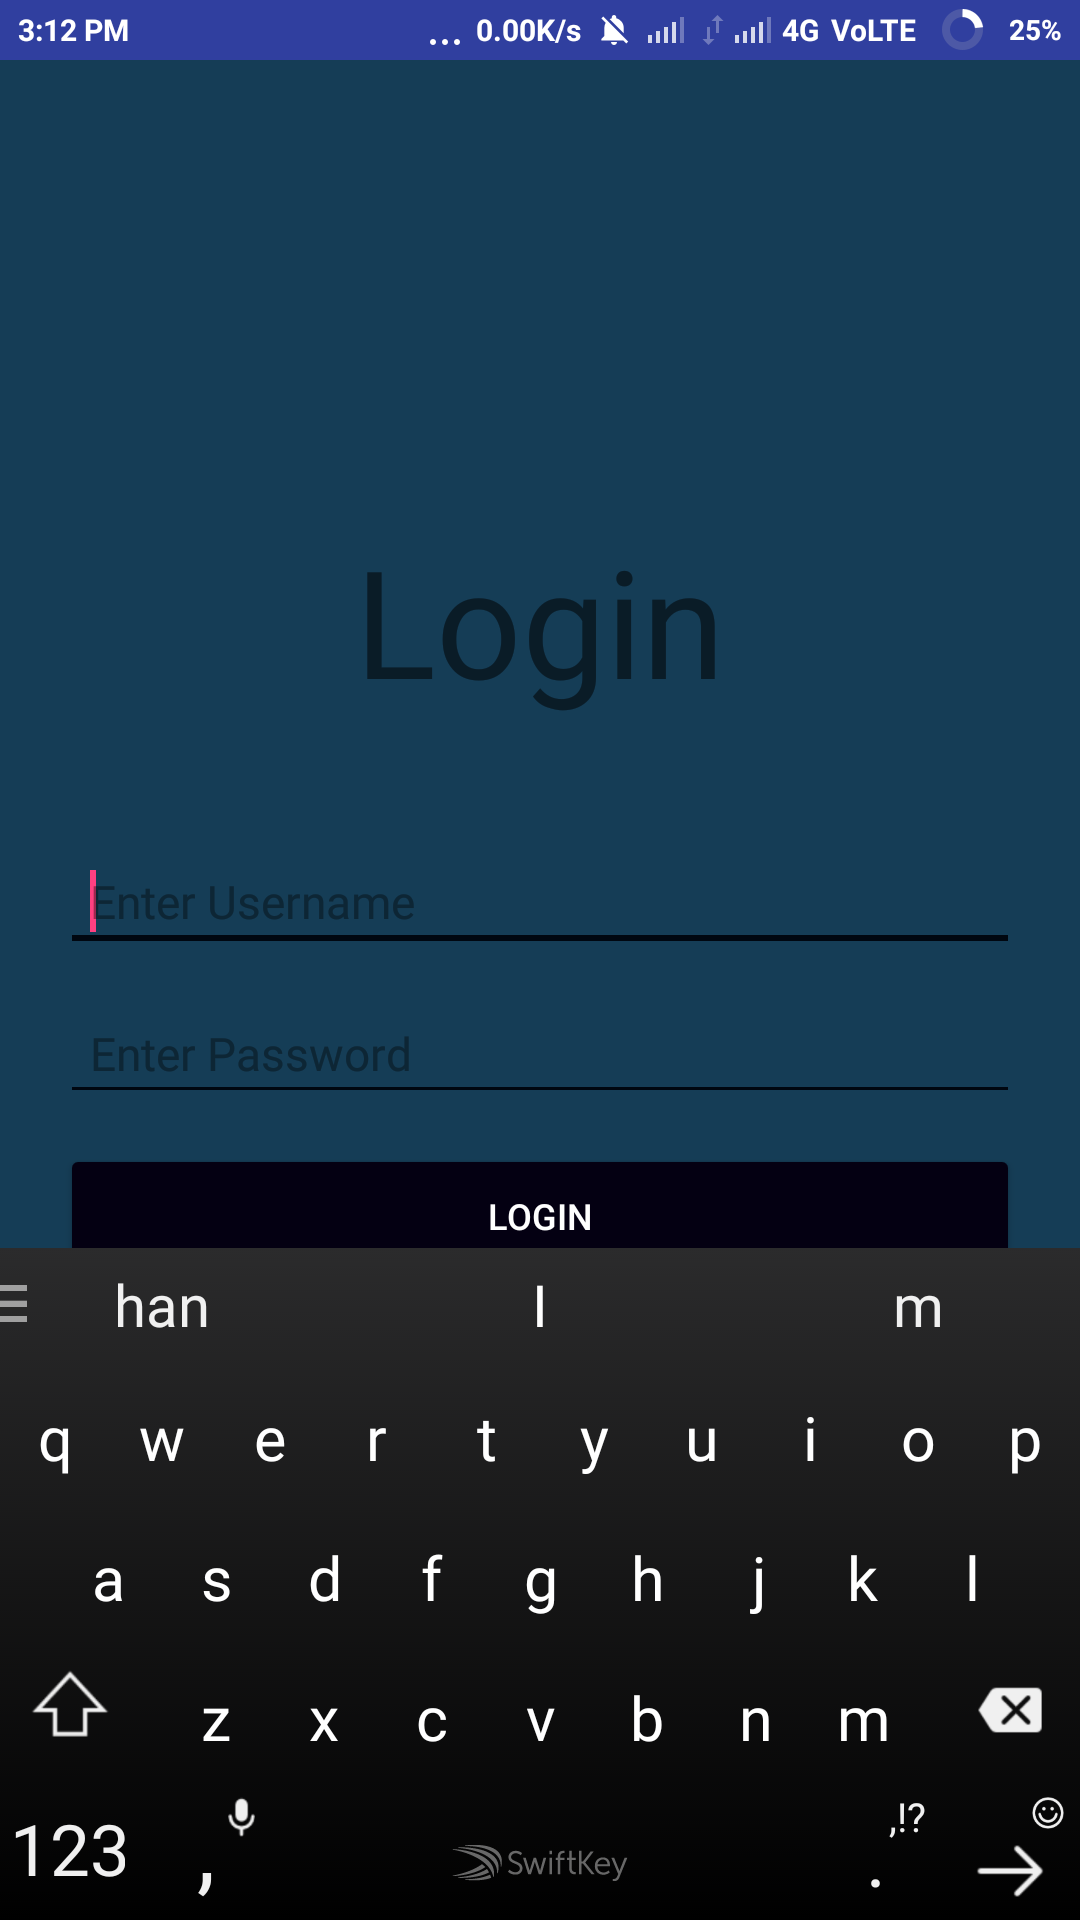 3:12 PM ... 0.00K/s 4G VoLTE 25%
Login
Enter Username
Enter Password
LOGIN
han I m
q w e r t y u i o p
a s d f g h j k l
z x c v b n m
,!?
123 , SwiftKey .